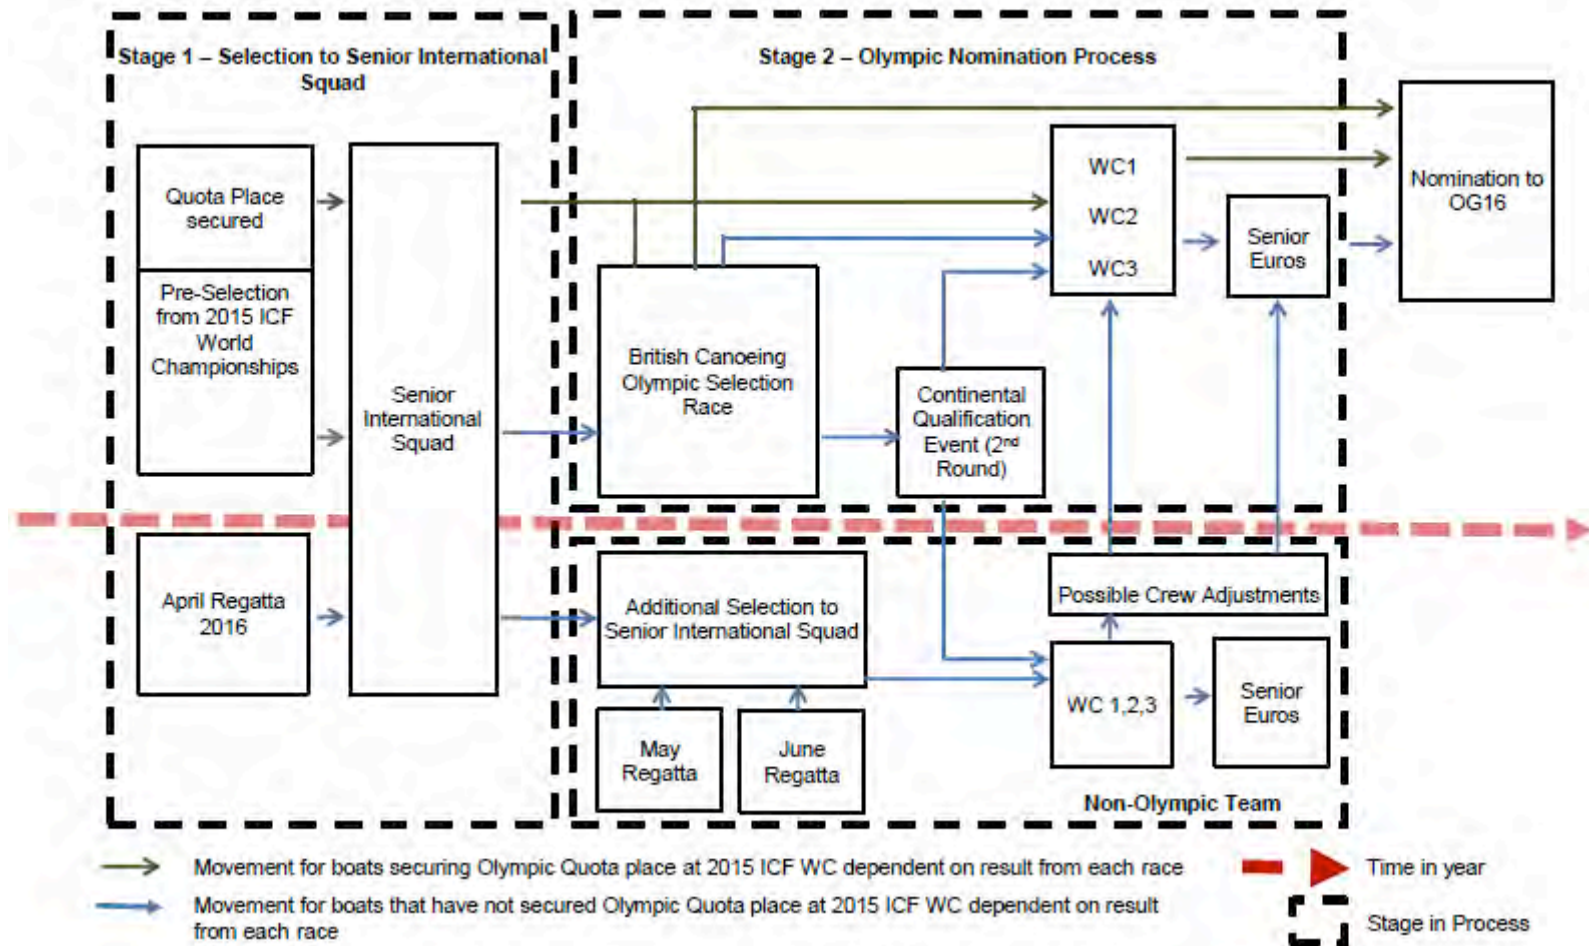 Stage 1 – Selection to Senior International
Squad
Stage 2 – Olympic Nomination Process
Quota Place
secured
Pre-Selection
from 2015 ICF
World
Championships
Senior
International
Squad
April Regatta
2016
British Canoeing
Olympic Selection
Race
Continental
Qualification
Event (2nd
Round)
WC1
WC2
WC3
Senior
Euros
Nomination to
OG16
Additional Selection to
Senior International Squad
May
Regatta
June
Regatta
Possible Crew Adjustments
WC 1,2,3
Senior
Euros
Non-Olympic Team
Movement for boats securing Olympic Quota place at 2015 ICF WC dependent on result from each race
Movement for boats that have not secured Olympic Quota place at 2015 ICF WC dependent on result
from each race
Time in year
Stage in Process